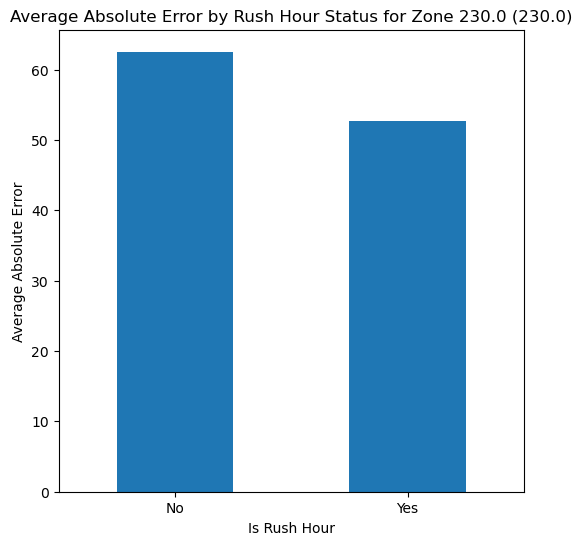 Average Absolute Error by Rush Hour Status for Zone 230.0 (230.0)
60
50
40
30
20
10
0
Average Absolute Error
No
Yes
Is Rush Hour